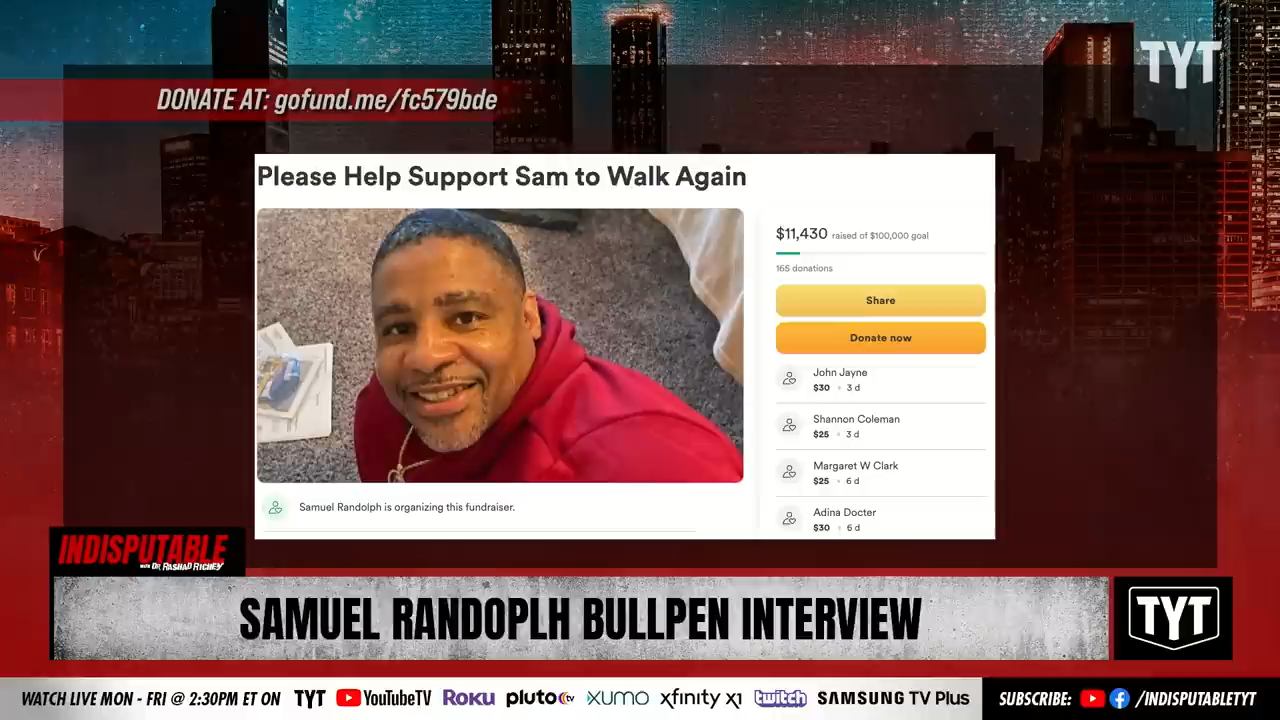 TYT
DONATE AT: gofund.me/fc579bde
Please Help Support Sam to Walk Again
$11,430 raised of $100,000 goal
165 donations
Share
Donate now
John Jayne
$30 • 3 d
Shannon Coleman
$25 • 3 d
Margaret W Clark
$25 • 6 d
Adina Docter
$30 • 6 d
Samuel Randolph is organizing this fundraiser.
INDISPUTABLE
WITH DR. RASHAD RICHEY
SAMUEL RANDOPLH BULLPEN INTERVIEW
TYT
WATCH LIVE MON - FRI @ 2:30PM ET ON TYT YouTubeTV ROKU pluto tv xumo xfinity x1 twitch SAMSUNG TV Plus SUBSCRIBE: /INDISPUTABLETYT